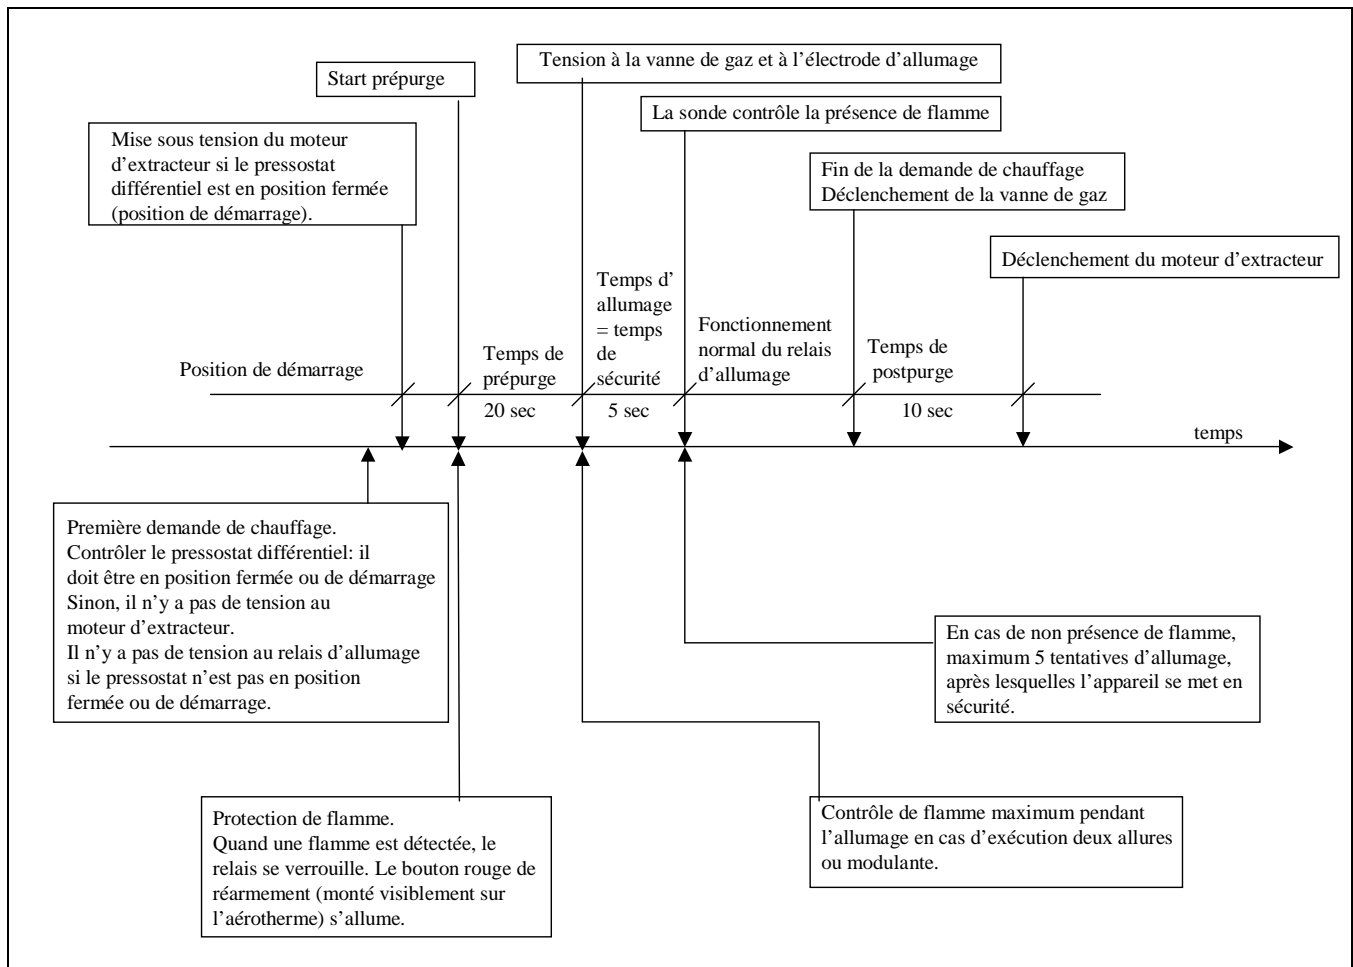 Tension à la vanne de gaz et à l’électrode d’allumage
Start prépurge
La sonde contrôle la présence de flamme
Mise sous tension du moteur
d’extracteur si le pressostat
différentiel est en position fermée
(position de démarrage).
Fin de la demande de chauffage
Déclenchement de la vanne de gaz
Déclenchement du moteur d’extracteur
Position de démarrage
Temps de
prépurge
20 sec
Temps d’
allumage
= temps
de
sécurité
5 sec
Fonctionnement
normal du relais
d’allumage
Temps de
postpurge
10 sec
temps
Première demande de chauffage.
Contrôler le pressostat différentiel: il
doit être en position fermée ou de démarrage
Sinon, il n’y a pas de tension au
moteur d’extracteur.
Il n’y a pas de tension au relais d’allumage
si le pressostat n’est pas en position
fermée ou de démarrage.
En cas de non présence de flamme,
maximum 5 tentatives d’allumage,
après lesquelles l’appareil se met en
sécurité.
Protection de flamme.
Quand une flamme est détectée, le
relais se verrouille. Le bouton rouge de
réarmement (monté visiblement sur
l’aérotherme) s’allume.
Contrôle de flamme maximum pendant
l’allumage en cas d’exécution deux allures
ou modulante.